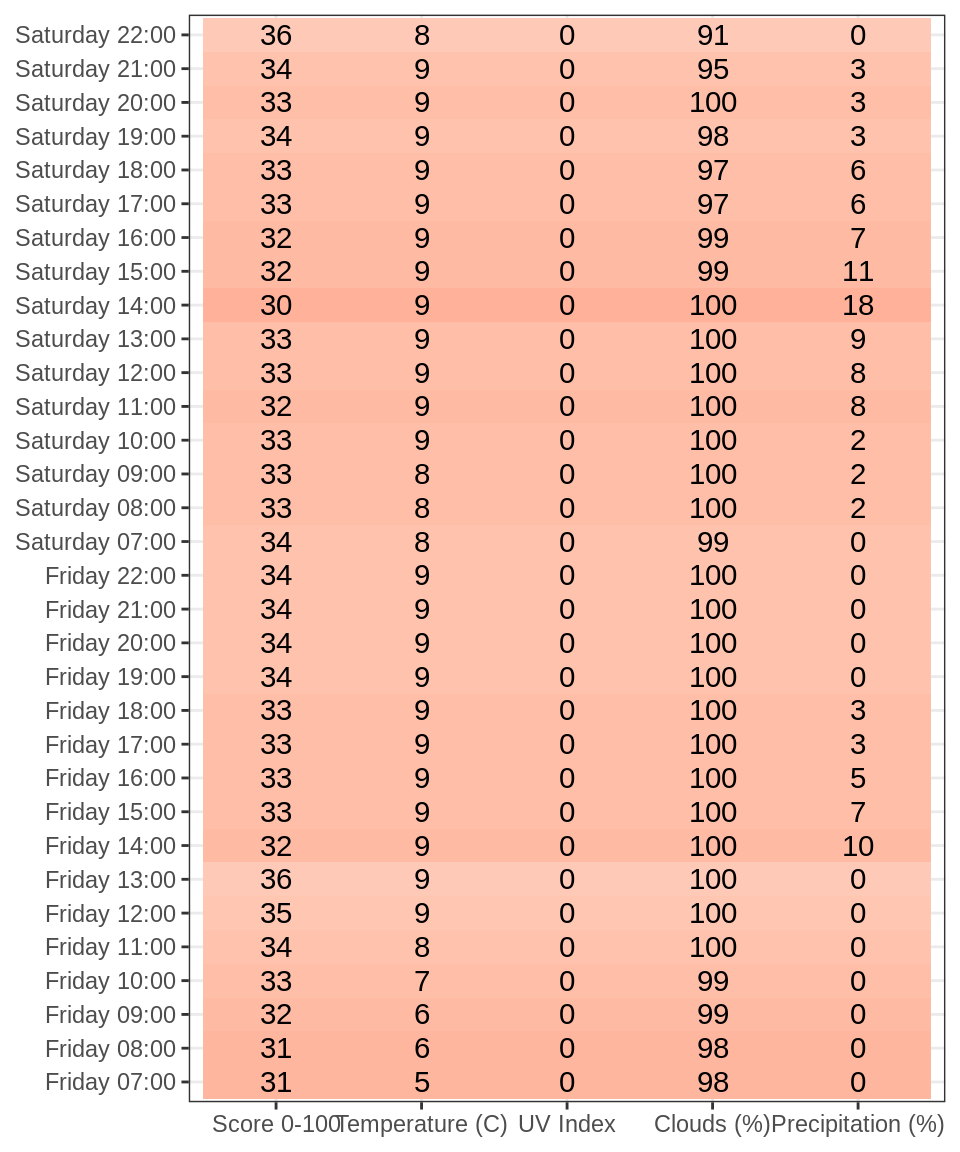 Saturday 22:00 36 8 0 91 0
Saturday 21:00 34 9 0 95 3
Saturday 20:00 33 9 0 100 3
Saturday 19:00 34 9 0 98 3
Saturday 18:00 33 9 0 97 6
Saturday 17:00 33 9 0 97 6
Saturday 16:00 32 9 0 99 7
Saturday 15:00 32 9 0 99 11
Saturday 14:00 30 9 0 100 18
Saturday 13:00 33 9 0 100 9
Saturday 12:00 33 9 0 100 8
Saturday 11:00 32 9 0 100 8
Saturday 10:00 33 9 0 100 2
Saturday 09:00 33 8 0 100 2
Saturday 08:00 33 8 0 100 2
Saturday 07:00 34 8 0 99 0
Friday 22:00 34 9 0 100 0
Friday 21:00 34 9 0 100 0
Friday 20:00 34 9 0 100 0
Friday 19:00 34 9 0 100 0
Friday 18:00 33 9 0 100 3
Friday 17:00 33 9 0 100 3
Friday 16:00 33 9 0 100 5
Friday 15:00 33 9 0 100 7
Friday 14:00 32 9 0 100 10
Friday 13:00 36 9 0 100 0
Friday 12:00 35 9 0 100 0
Friday 11:00 34 8 0 100 0
Friday 10:00 33 7 0 99 0
Friday 09:00 32 6 0 99 0
Friday 08:00 31 6 0 98 0
Friday 07:00 31 5 0 98 0
Score 0-100 Temperature (C) UV Index Clouds (%) Precipitation (%)